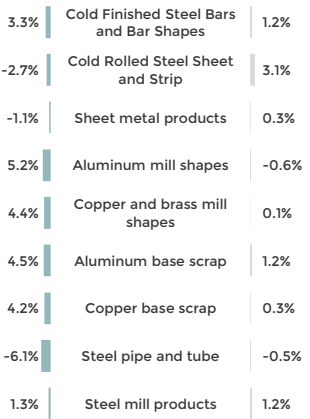 3.3% Cold Finished Steel Bars and Bar Shapes 1.2%
-2.7% Cold Rolled Steel Sheet and Strip 3.1%
-1.1% Sheet metal products 0.3%
5.2% Aluminum mill shapes -0.6%
4.4% Copper and brass mill shapes 0.1%
4.5% Aluminum base scrap 1.2%
4.2% Copper base scrap 0.3%
-6.1% Steel pipe and tube -0.5%
1.3% Steel mill products 1.2%